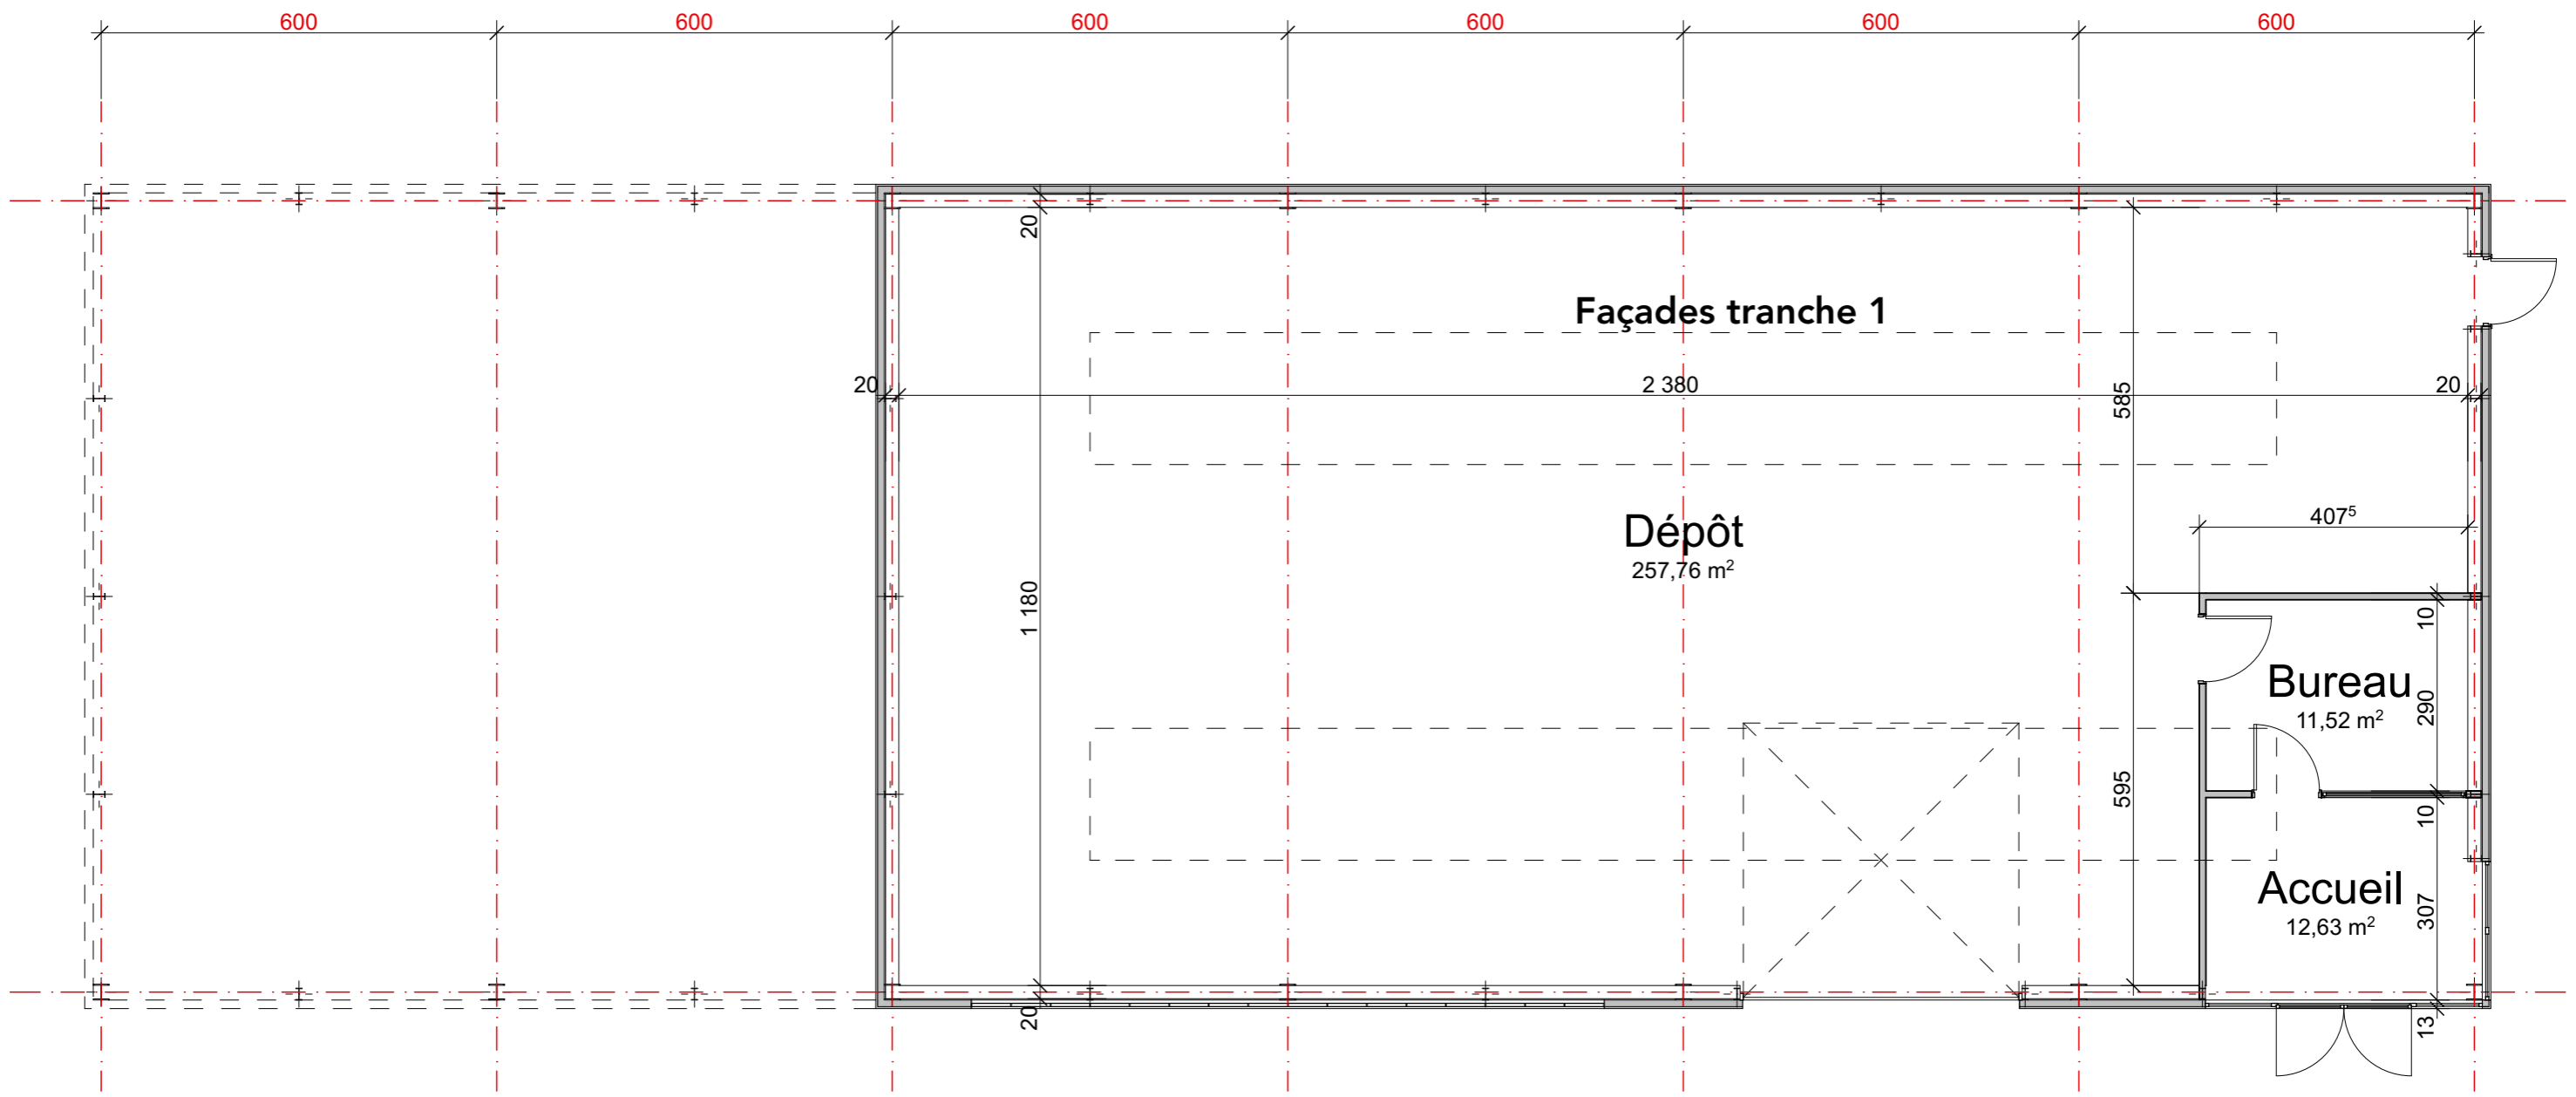 600 600 600 600 600 600
20
Façades tranche 1
20 2 380 20
585
407⁵
Dépôt
257,76 m²
1 180
10
Bureau
11,52 m²
290
595
10
Accueil
12,63 m²
307
20
13